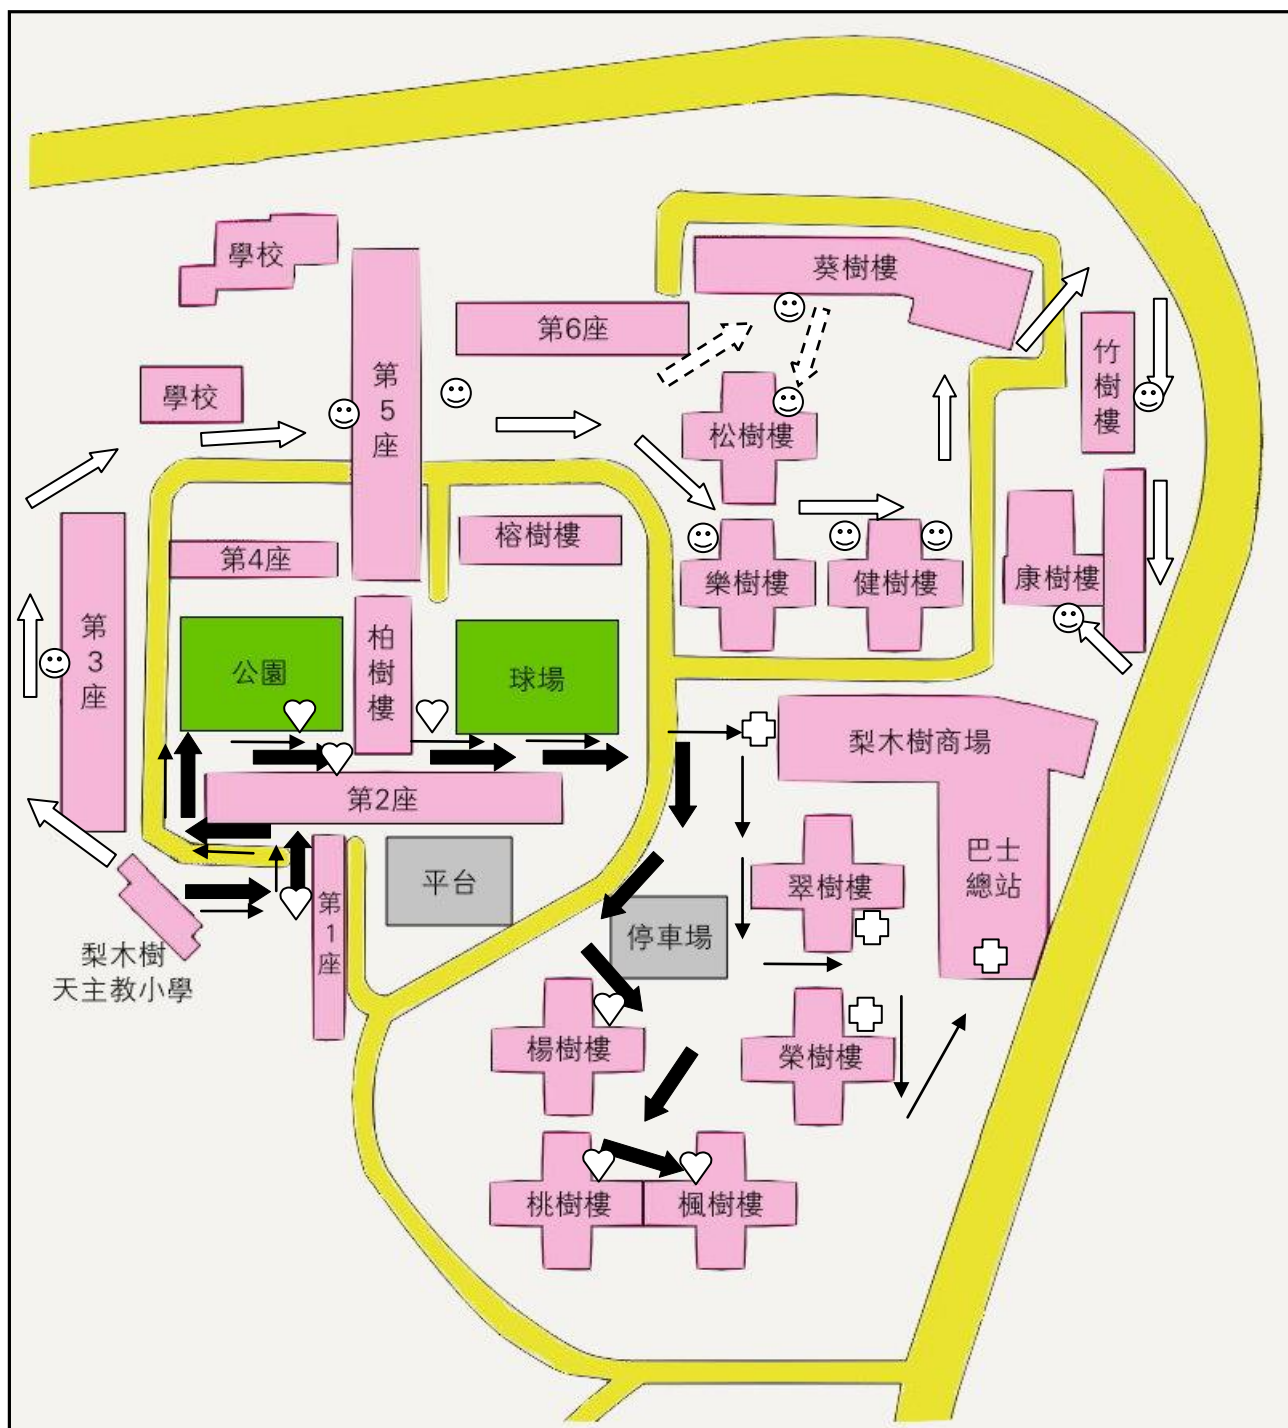 學校
葵樹樓
第6座
竹樹樓
學校
第5座
松樹樓
榕樹樓
第4座
樂樹樓
健樹樓
康樹樓
第3座
柏樹樓
公園
球場
梨木樹商場
第2座
巴士
總站
平台
翠樹樓
第1座
停車場
梨木樹
天主教小學
楊樹樓
榮樹樓
桃樹樓
楓樹樓